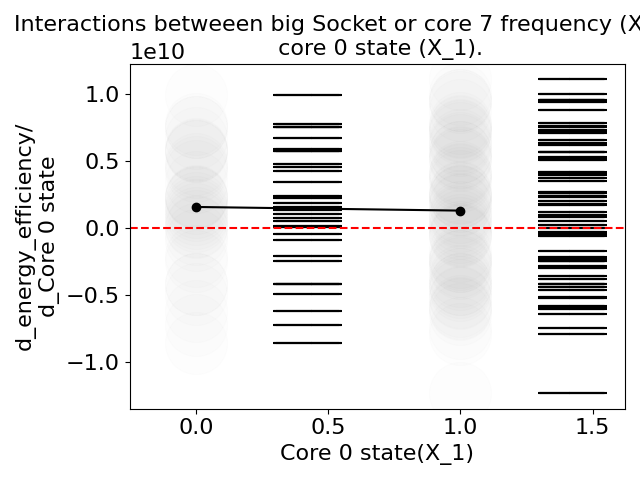 Interactions betweeen big Socket or core 7 frequency (X
core 0 state (X_1).
1e10
1.0
0.5
0.0
−0.5
−1.0
d_energy_efficiency/
d_Core 0 state
0.0 0.5 1.0 1.5
Core 0 state(X_1)